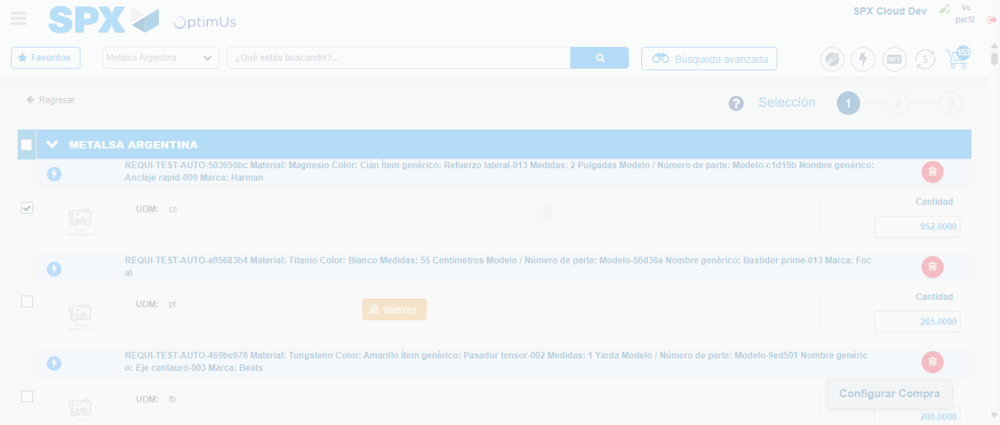 SPX
OptimUs
SPX Cloud Dev
Ve
perfil
Favoritos
Metalsa Argentina
¿Qué estás buscando?...
Búsqueda avanzada
153
Regresar
?
Selección
1
2
3
METALSA ARGENTINA
REQUI-TEST-AUTO-503650bc Material: Magnesio Color: Cian Ítem genérico: Refuerzo lateral-013 Medidas: 2 Pulgadas Modelo / Número de parte: Modelo-c1d15b Nombre genérico:
Anclaje rapid-009 Marca: Harman
UDM: cs
Cantidad
952.0000
REQUI-TEST-AUTO-a05683b4 Material: Titanio Color: Blanco Medidas: 55 Centímetros Modelo / Número de parte: Modelo-56d36a Nombre genérico: Bastidor prime-013 Marca: Foc
al
UDM: pt
1005781
Cantidad
265.0000
REQUI-TEST-AUTO-469be976 Material: Tungsteno Color: Amarillo Ítem genérico: Pasador tensor-002 Medidas: 1 Yarda Modelo / Número de parte: Modelo-9ed501 Nombre genéric
o: Eje centauro-003 Marca: Beats
UDM: tb
Configurar Compra
200.0000